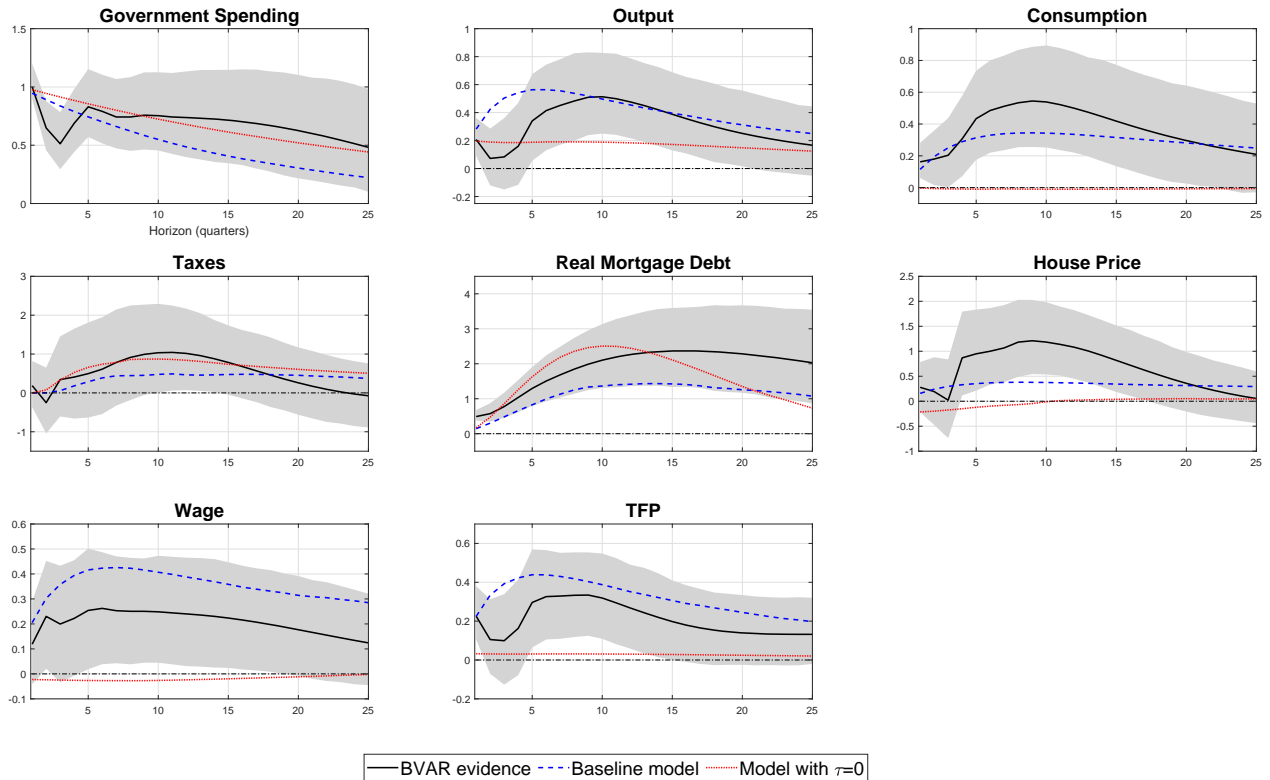 Government Spending
1.5
1
0.5
0
5 10 15 20 25
Horizon (quarters)
Output
1
0.8
0.6
0.4
0.2
0
-0.2
5 10 15 20 25
Consumption
1
0.8
0.6
0.4
0.2
0
5 10 15 20 25
Taxes
3
2
1
0
-1
5 10 15 20 25
Real Mortgage Debt
4
3
2
1
0
5 10 15 20 25
House Price
2.5
2
1.5
1
0.5
0
-0.5
-1
5 10 15 20 25
Wage
0.6
0.5
0.4
0.3
0.2
0.1
0
-0.1
5 10 15 20 25
TFP
0.6
0.4
0.2
0
-0.2
5 10 15 20 25
BVAR evidence Baseline model Model with τ=0